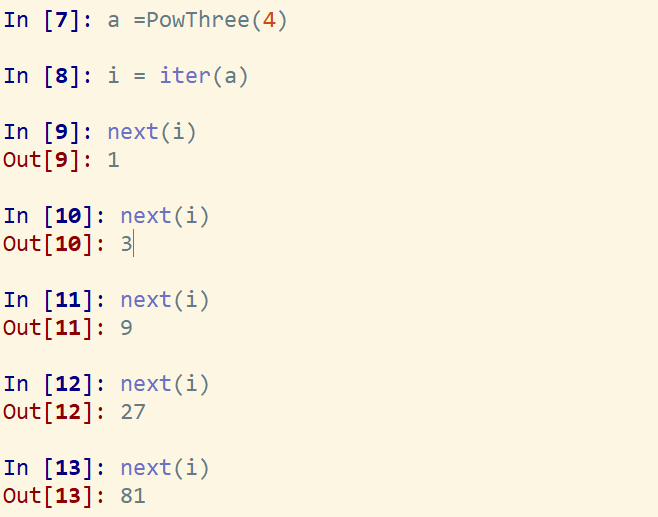 In [7]: a =PowThree(4)
In [8]: i = iter(a)
In [9]: next(i)
Out[9]: 1
In [10]: next(i)
Out[10]: 3
In [11]: next(i)
Out[11]: 9
In [12]: next(i)
Out[12]: 27
In [13]: next(i)
Out[13]: 81